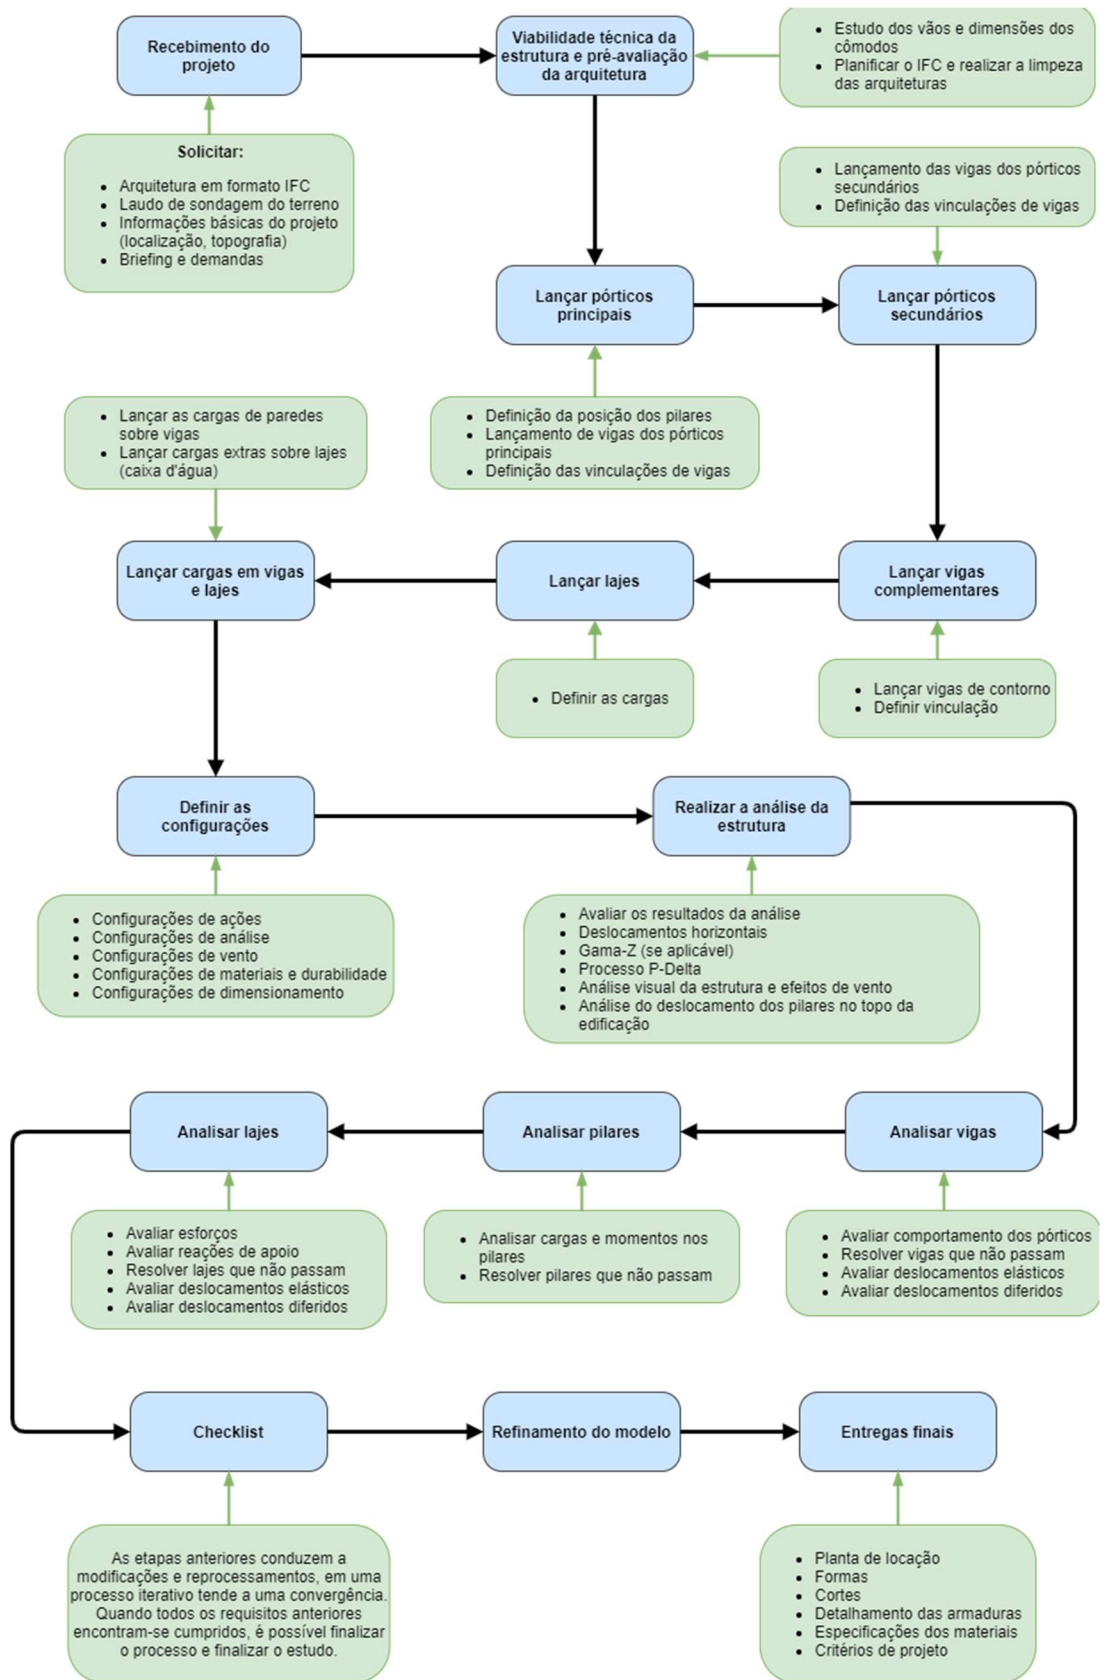 Recebimento do
projeto
Viabilidade técnica da
estrutura e pré-avaliação
da arquitetura
• Estudo dos vãos e dimensões dos
cômodos
• Planificar o IFC e realizar a limpeza
das arquiteturas
Solicitar:
• Arquitetura em formato IFC
• Laudo de sondagem do terreno
• Informações básicas do projeto
(localização, topografia)
• Briefing e demandas
• Lançamento das vigas dos pórticos
secundários
• Definição das vinculações de vigas
Lançar pórticos
principais
Lançar pórticos
secundários
• Lançar as cargas de paredes
sobre vigas
• Lançar cargas extras sobre lajes
(caixa d'água)
• Definição da posição dos pilares
• Lançamento de vigas dos pórticos
principais
• Definição das vinculações de vigas
Lançar cargas em vigas
e lajes
Lançar lajes
Lançar vigas
complementares
• Definir as cargas
• Lançar vigas de contorno
• Definir vinculação
Definir as
configurações
Realizar a análise da
estrutura
• Configurações de ações
• Configurações de análise
• Configurações de vento
• Configurações de materiais e durabilidade
• Configurações de dimensionamento
• Avaliar os resultados da análise
• Deslocamentos horizontais
• Gama-Z (se aplicável)
• Processo P-Delta
• Análise visual da estrutura e efeitos de vento
• Análise do deslocamento dos pilares no topo da
edificação
Analisar lajes
Analisar pilares
Analisar vigas
• Avaliar esforços
• Avaliar reações de apoio
• Resolver lajes que não passam
• Avaliar deslocamentos elásticos
• Avaliar deslocamentos diferidos
• Analisar cargas e momentos nos
pilares
• Resolver pilares que não passam
• Avaliar comportamento dos pórticos
• Resolver vigas que não passam
• Avaliar deslocamentos elásticos
• Avaliar deslocamentos diferidos
Checklist
Refinamento do modelo
Entregas finais
As etapas anteriores conduzem a
modificações e reprocessamentos, em uma
processo iterativo tende a uma convergência.
Quando todos os requisitos anteriores
encontram-se cumpridos, é possível finalizar
o processo e finalizar o estudo.
• Planta de locação
• Formas
• Cortes
• Detalhamento das armaduras
• Especificações dos materiais
• Critérios de projeto